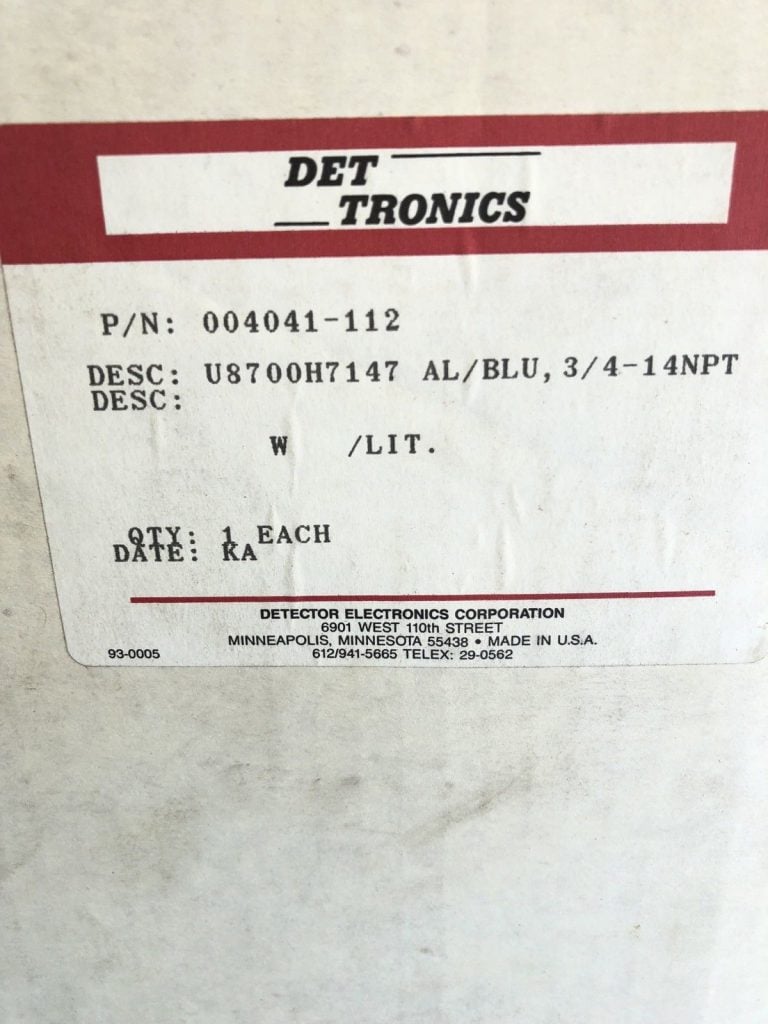 DET
TRONICS
P/N: 004041-112
DESC: U8700H7147 AL/BLU, 3/4-14NPT
DESC:
W /LIT.
QTY: 1 EACH
DATE: KA
DETECTOR ELECTRONICS CORPORATION
6901 WEST 110th STREET
MINNEAPOLIS, MINNESOTA 55438 • MADE IN U.S.A.
93-0005 612/941-5665 TELEX: 29-0562